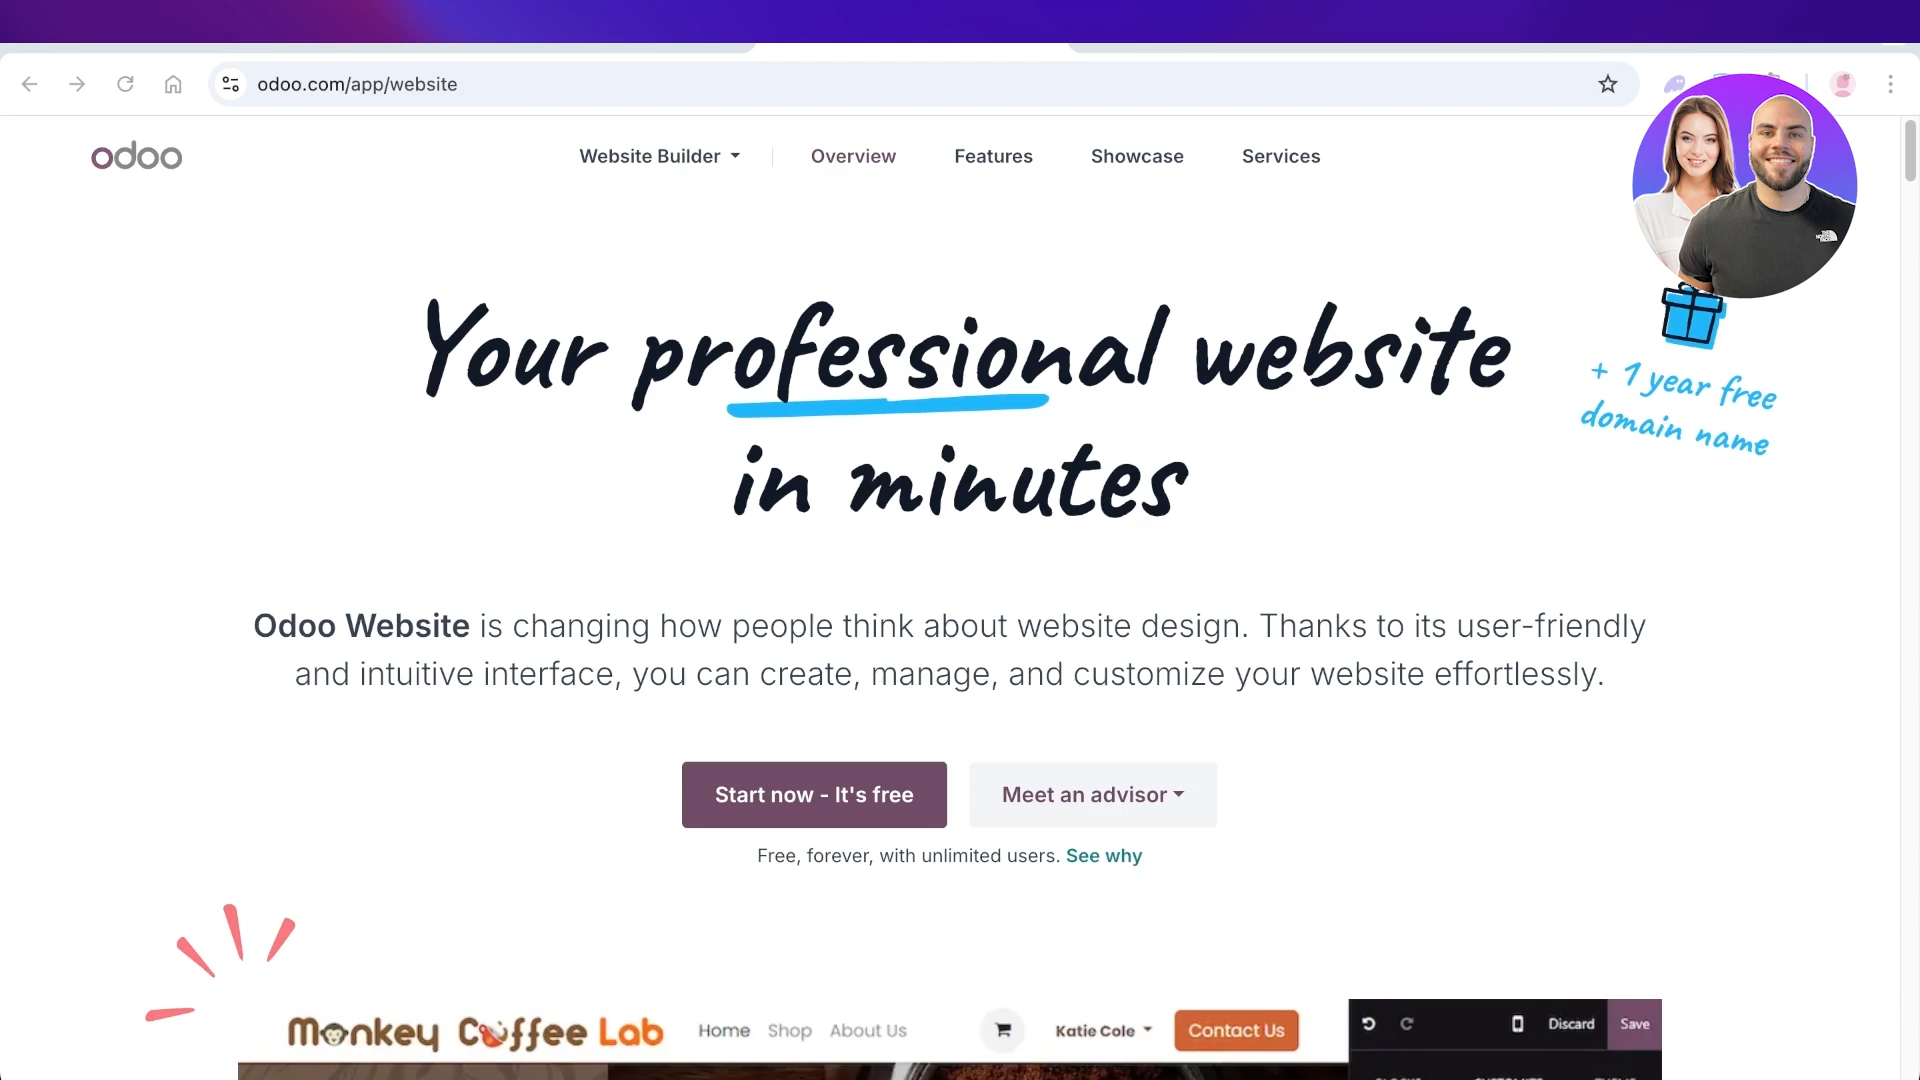 odoo.com/app/website
odoo
Website Builder
Overview
Features
Showcase
Services
Your professional website
in minutes
+ 1 year free
domain name
Odoo Website is changing how people think about website design. Thanks to its user-friendly
and intuitive interface, you can create, manage, and customize your website effortlessly.
Start now - It's free
Meet an advisor
Free, forever, with unlimited users. See why
Monkey Coffee Lab
Home
Shop
About Us
Katie Cole
Contact Us
Discard
Save